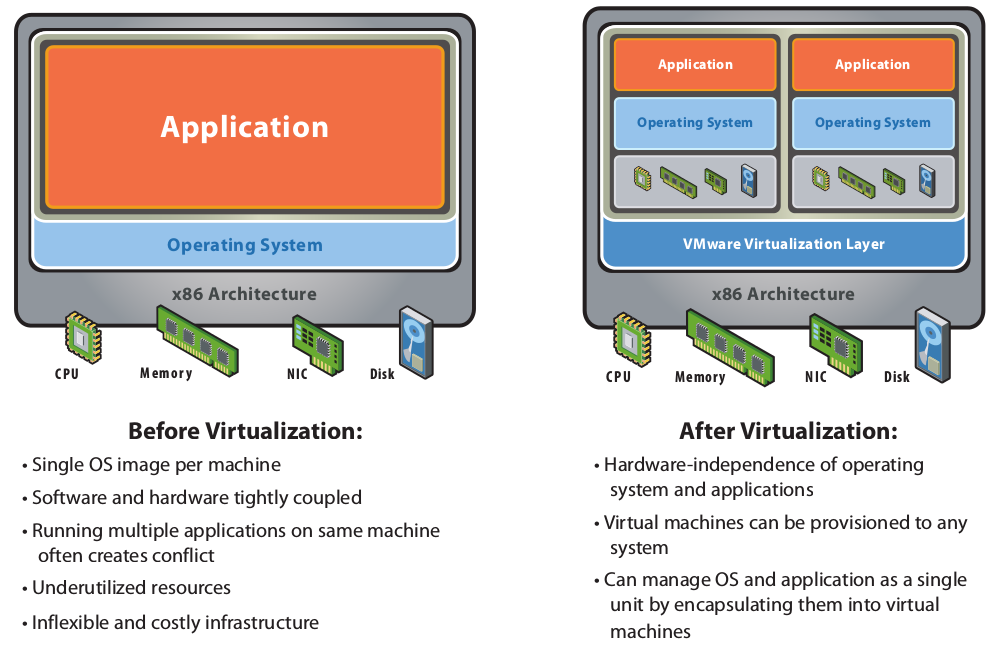 Application
Operating System
x86 Architecture
CPU
Memory
NIC
Disk
Before Virtualization:
• Single OS image per machine
• Software and hardware tightly coupled
• Running multiple applications on same machine
often creates conflict
• Underutilized resources
• Inflexible and costly infrastructure
Application
Application
Operating System
Operating System
VMware Virtualization Layer
x86 Architecture
CPU
Memory
NIC
Disk
After Virtualization:
• Hardware-independence of operating
system and applications
• Virtual machines can be provisioned to any
system
• Can manage OS and application as a single
unit by encapsulating them into virtual
machines